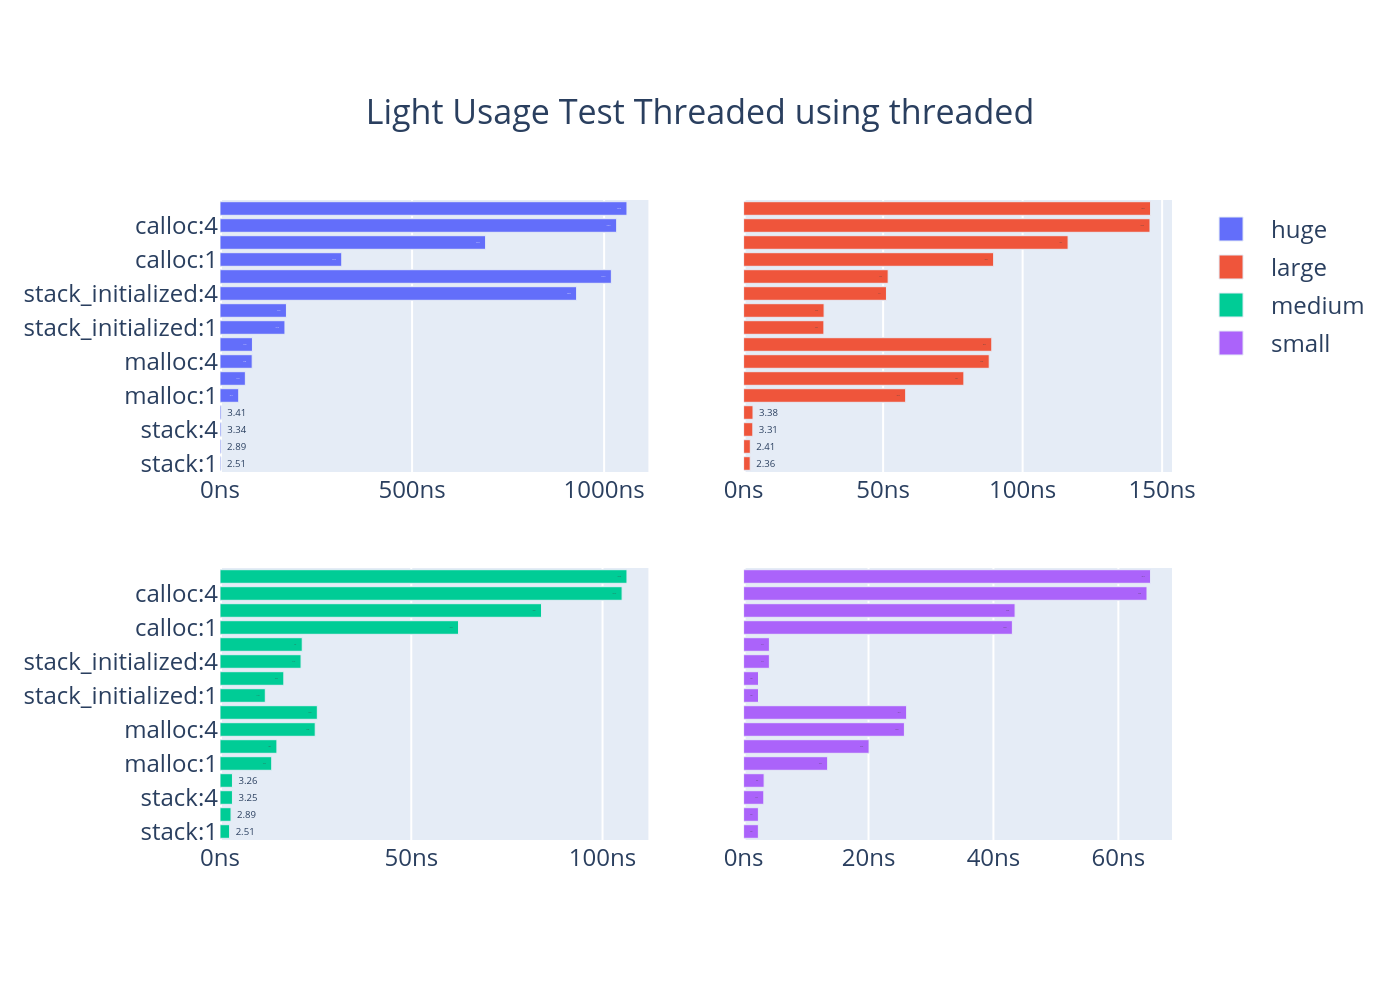 Light Usage Test Threaded using threaded
calloc:4
calloc:1
stack_initialized:4
stack_initialized:1
malloc:4
malloc:1
3.41
stack:4
3.34
2.89
stack:1
2.51
0ns 500ns 1000ns
3.38
3.31
2.41
2.36
0ns 50ns 100ns 150ns
huge
large
medium
small
calloc:4
calloc:1
stack_initialized:4
stack_initialized:1
malloc:4
malloc:1
3.26
stack:4
3.25
2.89
stack:1
2.51
0ns 50ns 100ns
0ns 20ns 40ns 60ns